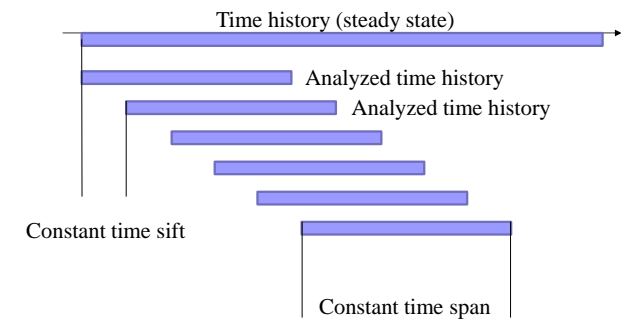 Time history (steady state)
Analyzed time history
Analyzed time history
Constant time sift
Constant time span